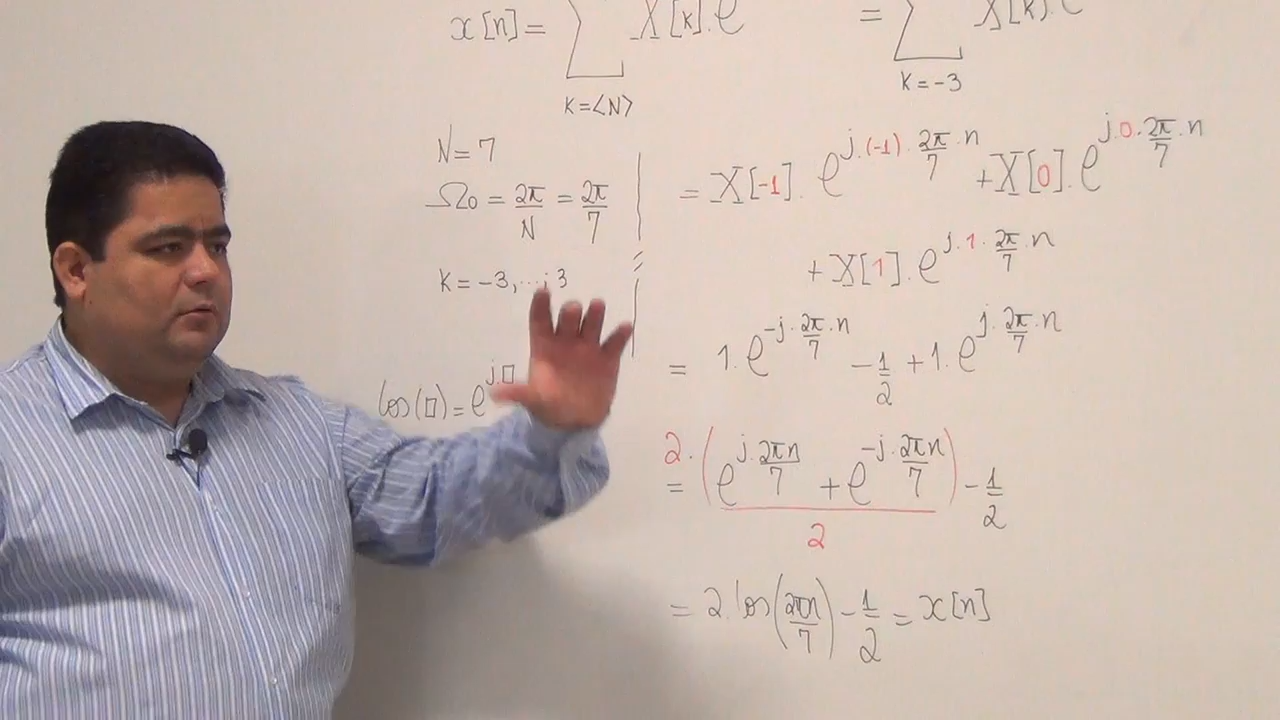 x[n] = ∑ X[k].e
K=<N>
= ∑ X[k].e
K=-3
N=7
Ω₀ = 2π/N = 2π/7
K = -3,...,3
cos(□) = e^(j.□)
= X[-1] . e^(j.(-1).2π/7.n) + X[0] . e^(j.0.2π/7.n)
+ X[1] . e^(j.1.2π/7.n)
= 1.e^(-j.2π/7.n) - 1/2 + 1.e^(j.2π/7.n)
= 2.(e^(j.2πn/7) + e^(-j.2πn/7))/2 - 1/2
= 2.cos(2πn/7) - 1/2 = x[n]